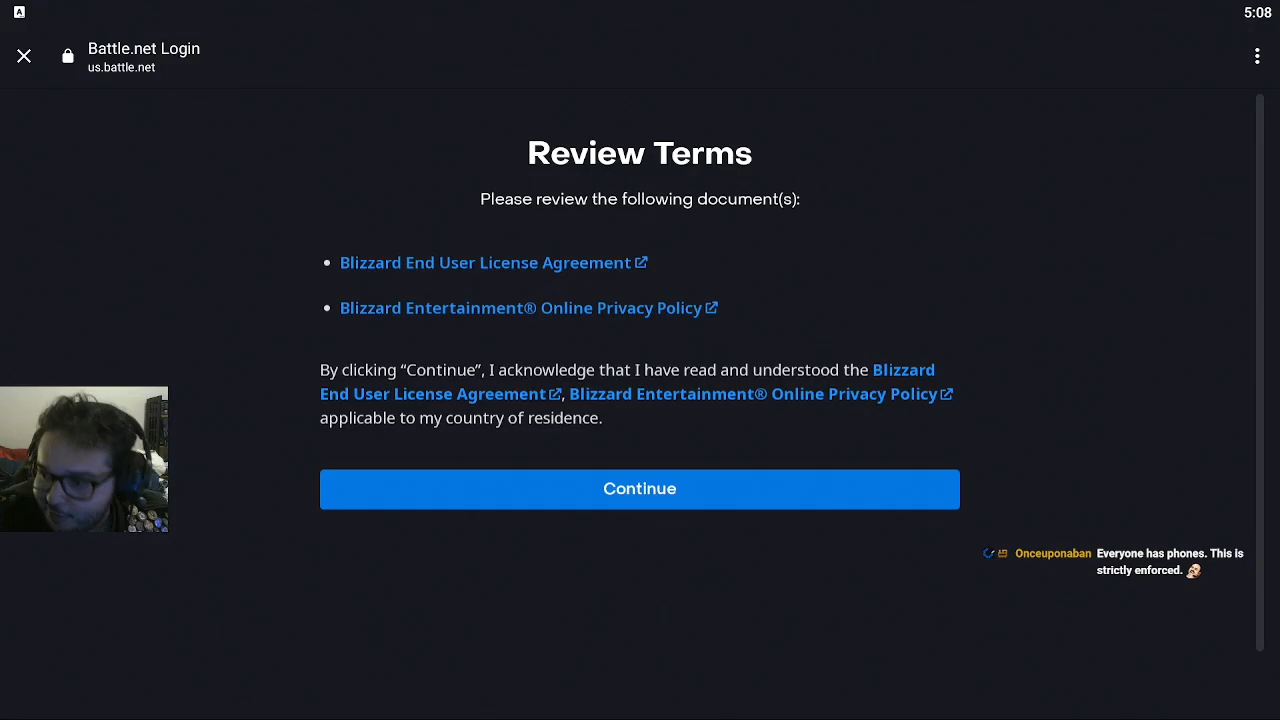 A
5:08
Battle.net Login
us.battle.net
Review Terms
Please review the following document(s):
Blizzard End User License Agreement
Blizzard Entertainment® Online Privacy Policy
By clicking “Continue”, I acknowledge that I have read and understood the Blizzard
End User License Agreement, Blizzard Entertainment® Online Privacy Policy
applicable to my country of residence.
Continue
Onceuponaban Everyone has phones. This is
strictly enforced.